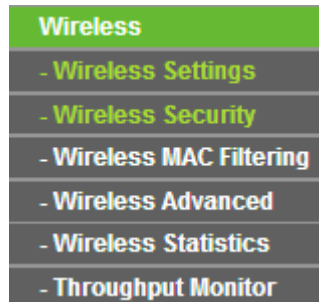 Wireless
- Wireless Settings
- Wireless Security
- Wireless MAC Filtering
- Wireless Advanced
- Wireless Statistics
- Throughput Monitor